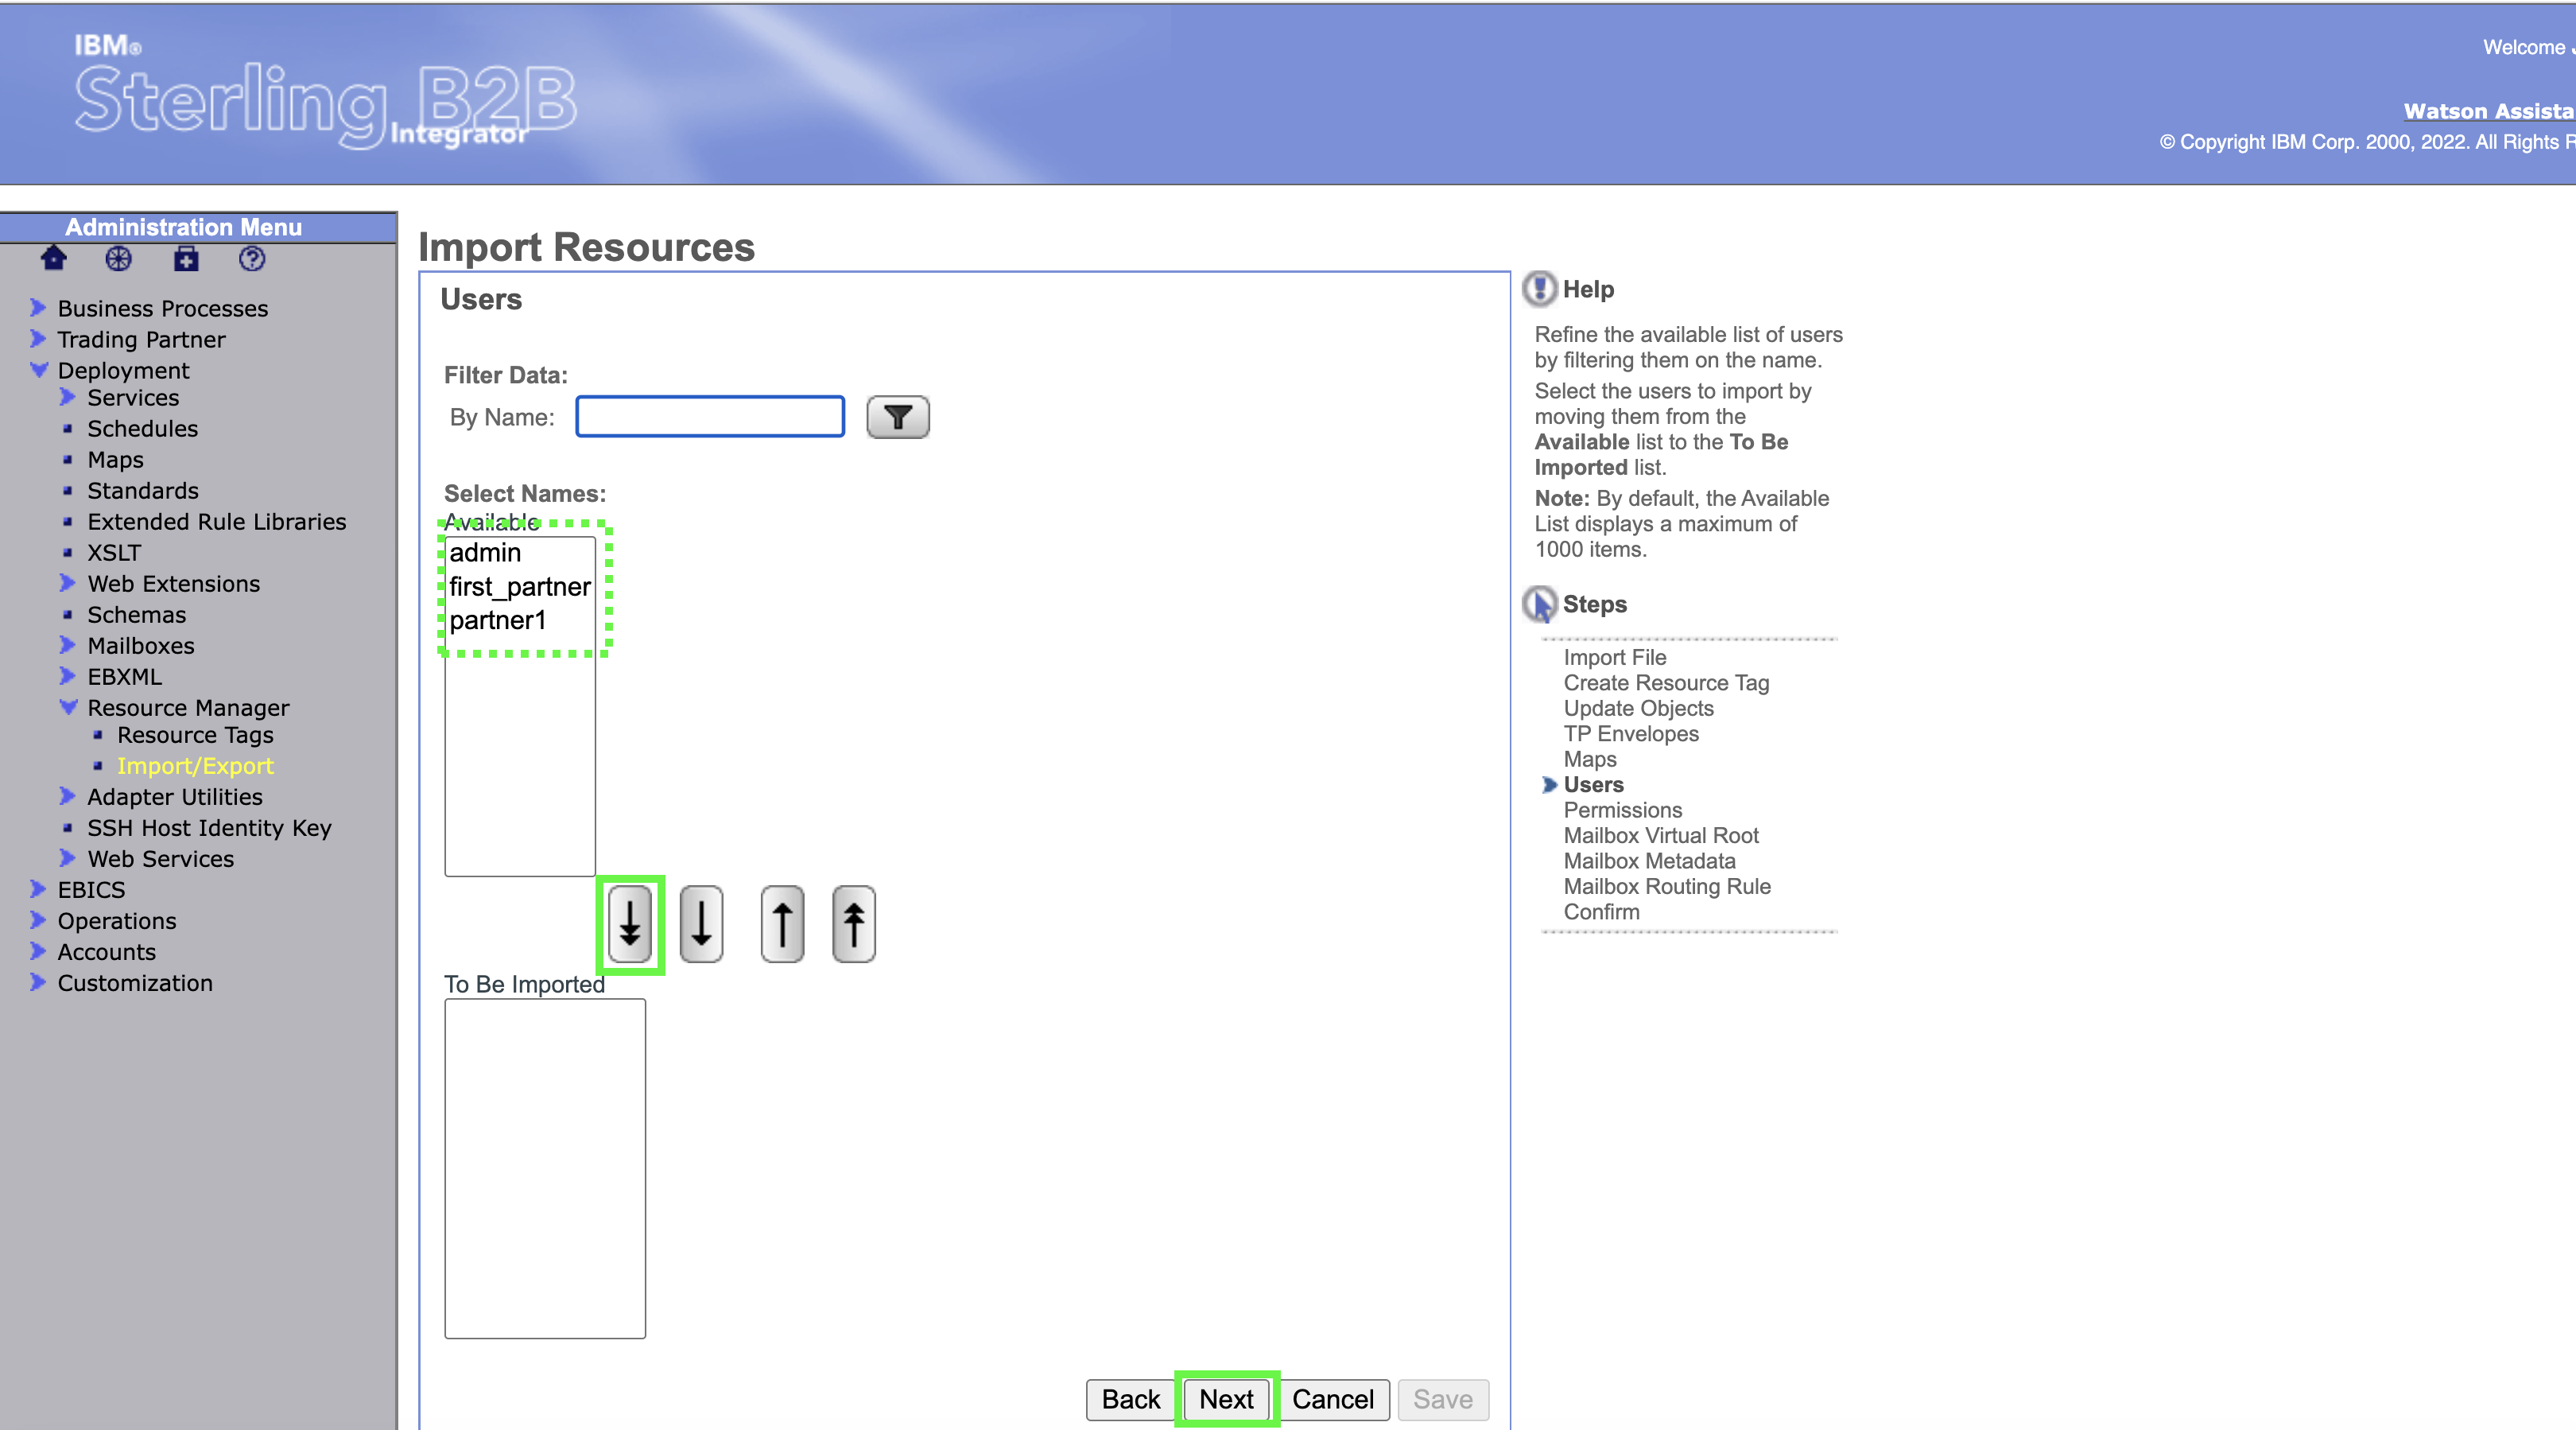 IBM®
Sterling B2B
Integrator
Welcome
Watson
© Copyright IBM Corp. 2000, 2022. All Rights
Administration Menu
Business Processes
Trading Partner
Deployment
Services
Schedules
Maps
Standards
Extended Rule Libraries
XSLT
Web Extensions
Schemas
Mailboxes
EBXML
Resource Manager
Resource Tags
Import/Export
Adapter Utilities
SSH Host Identity Key
Web Services
EBICS
Operations
Accounts
Customization
Import Resources
Users
Filter Data:
By Name:
Select Names:
Available
admin
first_partner
partner1
To Be Imported
Back Next Cancel Save
Help
Refine the available list of users
by filtering them on the name.
Select the users to import by
moving them from the
Available list to the To Be
Imported list.
Note: By default, the Available
List displays a maximum of
1000 items.
Steps
Import File
Create Resource Tag
Update Objects
TP Envelopes
Maps
Users
Permissions
Mailbox Virtual Root
Mailbox Metadata
Mailbox Routing Rule
Confirm